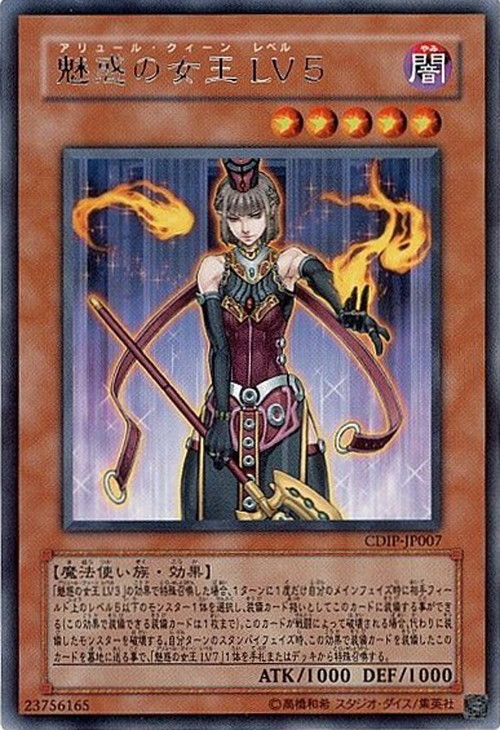 アリュール・クィーン レベル
魅惑の女王 LV5
やみ
闇
CDIP-JP007
【魔法使い族・効果】
「魅惑の女王 LV3」の効果で特殊召喚した場合、1ターンに1度だけ自分のメインフェイズ時に相手フィ
ールド上のレベル5以下のモンスター1体を選択し、装備カード扱いとしてこのカードに装備する事ができ
る(この効果で装備できる装備カードは1枚まで)。このカードが戦闘によって破壊される場合、代わりに装
備したモンスターを破壊する。自分ターンのスタンバイフェイズ時、この効果で装備カードを装備したこ
のカードを墓地に送る事で、「魅惑の女王 LV7」1体を手札またはデッキから特殊召喚する。
ATK/1000 DEF/1000
23756165
©高橋和希 スタジオ・ダイス/集英社